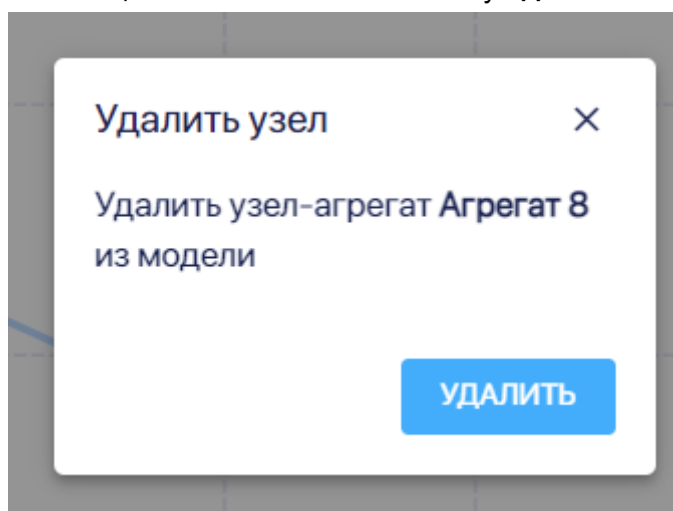 Удалить узел
Удалить узел-агрегат Агрегат 8
из модели
УДАЛИТЬ